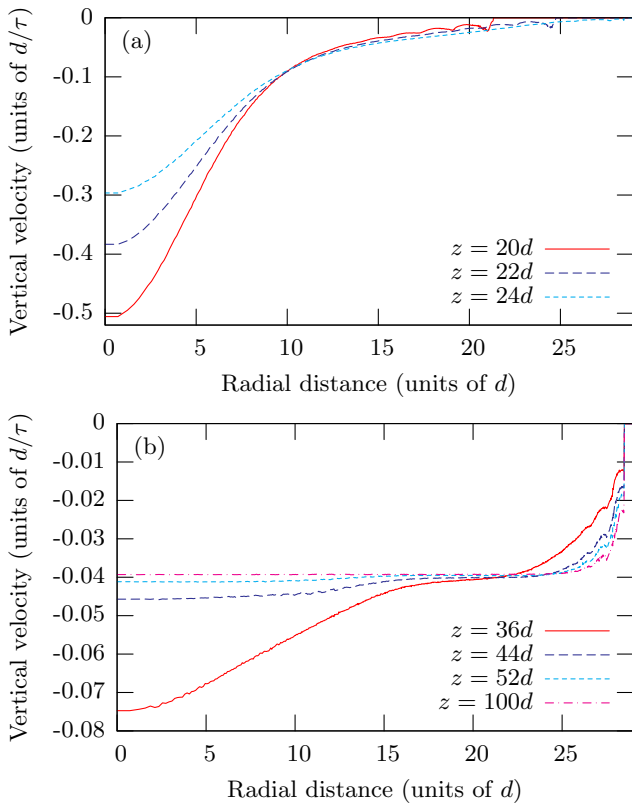 (a)
Vertical velocity (units of d/τ)
0
-0.1
-0.2
-0.3
-0.4
-0.5
z = 20d
z = 22d
z = 24d
0 5 10 15 20 25
Radial distance (units of d)
(b)
Vertical velocity (units of d/τ)
0
-0.01
-0.02
-0.03
-0.04
-0.05
-0.06
-0.07
-0.08
z = 36d
z = 44d
z = 52d
z = 100d
0 5 10 15 20 25
Radial distance (units of d)